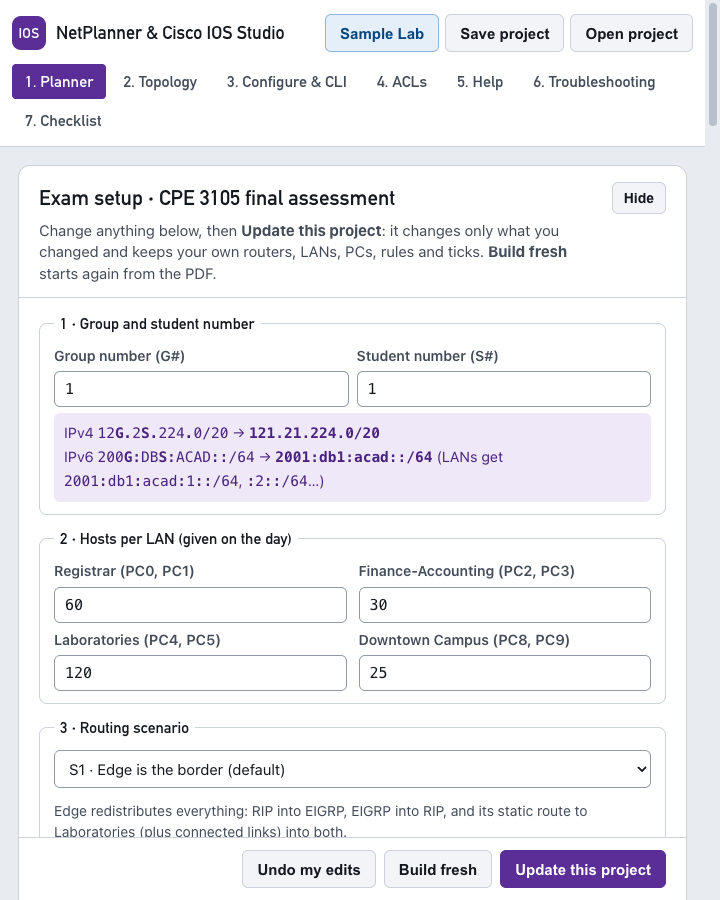 IOS NetPlanner & Cisco IOS Studio Sample Lab Save project Open project
1. Planner 2. Topology 3. Configure & CLI 4. ACLs 5. Help 6. Troubleshooting
7. Checklist
Exam setup · CPE 3105 final assessment Hide
Change anything below, then Update this project: it changes only what you
changed and keeps your own routers, LANs, PCs, rules and ticks. Build fresh
starts again from the PDF.
1 · Group and student number
Group number (G#) Student number (S#)
1 1
IPv4 12G.2S.224.0/20 → 121.21.224.0/20
IPv6 200G:DBS:ACAD::/64 → 2001:db1:acad::/64 (LANs get
2001:db1:acad:1::/64, :2::/64…)
2 · Hosts per LAN (given on the day)
Registrar (PC0, PC1) Finance-Accounting (PC2, PC3)
60 30
Laboratories (PC4, PC5) Downtown Campus (PC8, PC9)
120 25
3 · Routing scenario
S1 · Edge is the border (default)
Edge redistributes everything: RIP into EIGRP, EIGRP into RIP, and its static route to
Laboratories (plus connected links) into both.
Undo my edits Build fresh Update this project